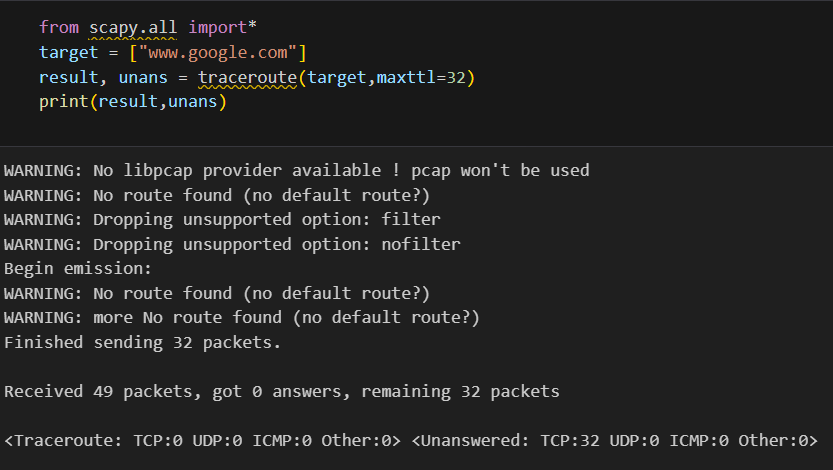 from scapy.all import*
target = ["www.google.com"]
result, unans = traceroute(target,maxttl=32)
print(result,unans)
WARNING: No libpcap provider available ! pcap won't be used
WARNING: No route found (no default route?)
WARNING: Dropping unsupported option: filter
WARNING: Dropping unsupported option: nofilter
Begin emission:
WARNING: No route found (no default route?)
WARNING: more No route found (no default route?)
Finished sending 32 packets.
Received 49 packets, got 0 answers, remaining 32 packets
<Traceroute: TCP:0 UDP:0 ICMP:0 Other:0> <Unanswered: TCP:32 UDP:0 ICMP:0 Other:0>